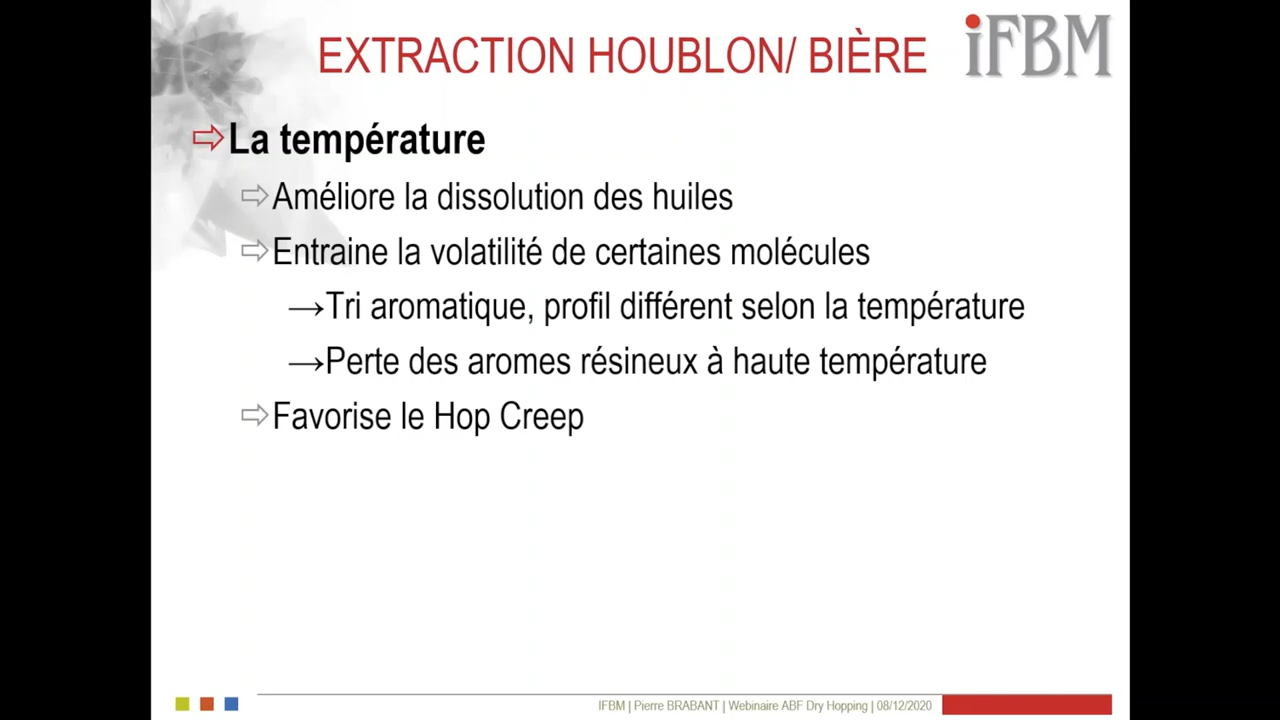 EXTRACTION HOUBLON/ BIÈRE
iFBM
⇨La température
⇨Améliore la dissolution des huiles
⇨Entraine la volatilité de certaines molécules
→Tri aromatique, profil différent selon la température
→Perte des aromes résineux à haute température
⇨Favorise le Hop Creep
IFBM | Pierre BRABANT | Webinaire ABF Dry Hopping | 08/12/2020